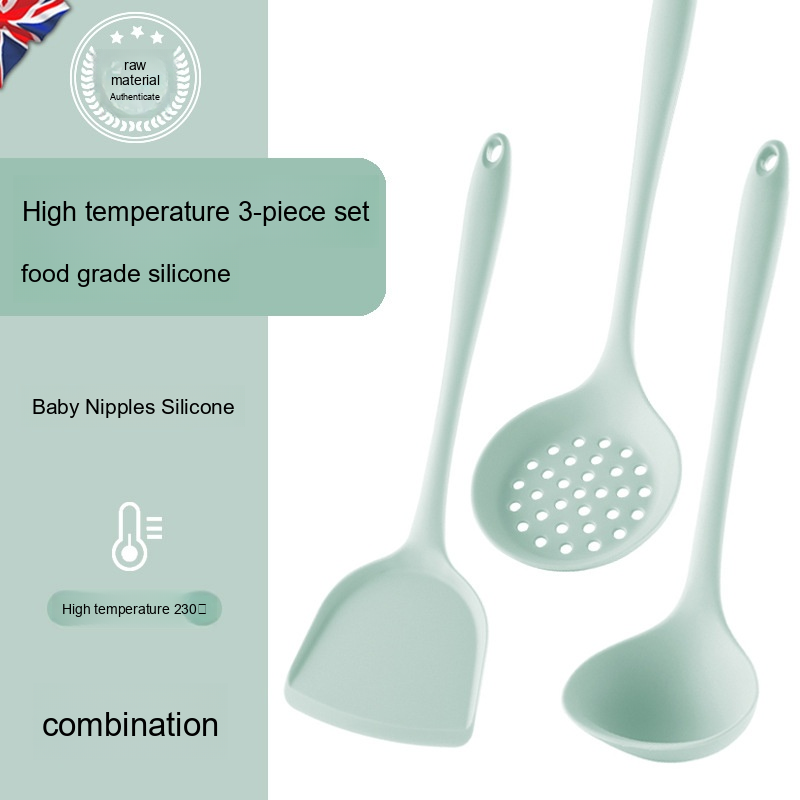 raw
material
Authenticate
High temperature 3-piece set
food grade silicone
Baby Nipples Silicone
High temperature 230□
combination